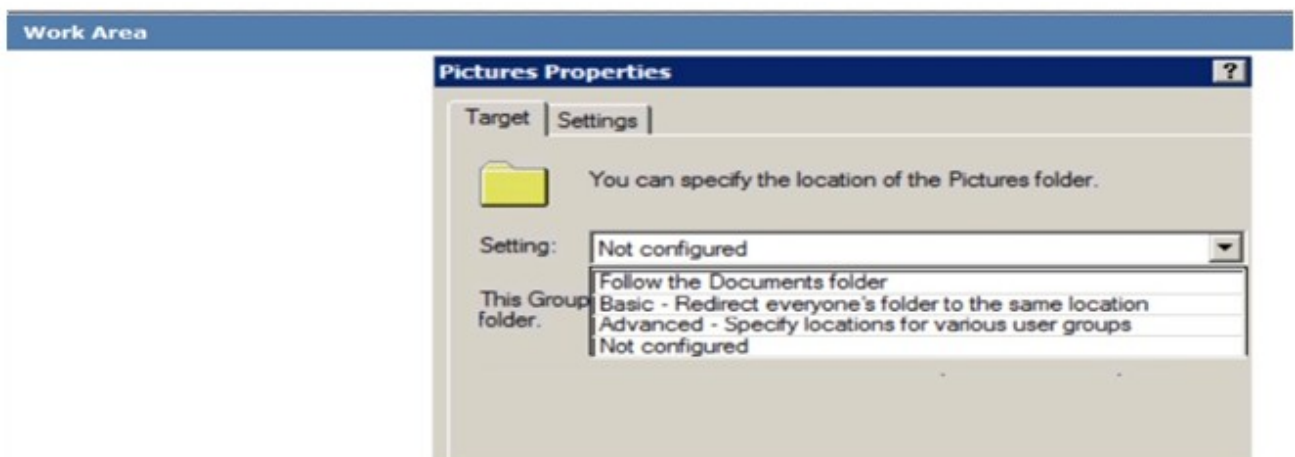 Work Area
Pictures Properties
?
Target
Settings
You can specify the location of the Pictures folder.
Setting:
Not configured
Follow the Documents folder
Basic - Redirect everyone's folder to the same location
Advanced - Specify locations for various user groups
Not configured
This Group
folder.